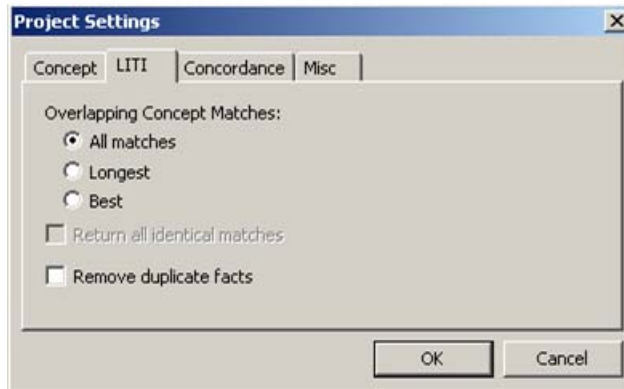 Project Settings
Concept LITI Concordance Misc
Overlapping Concept Matches:
All matches
Longest
Best
Return all identical matches
Remove duplicate facts
OK Cancel